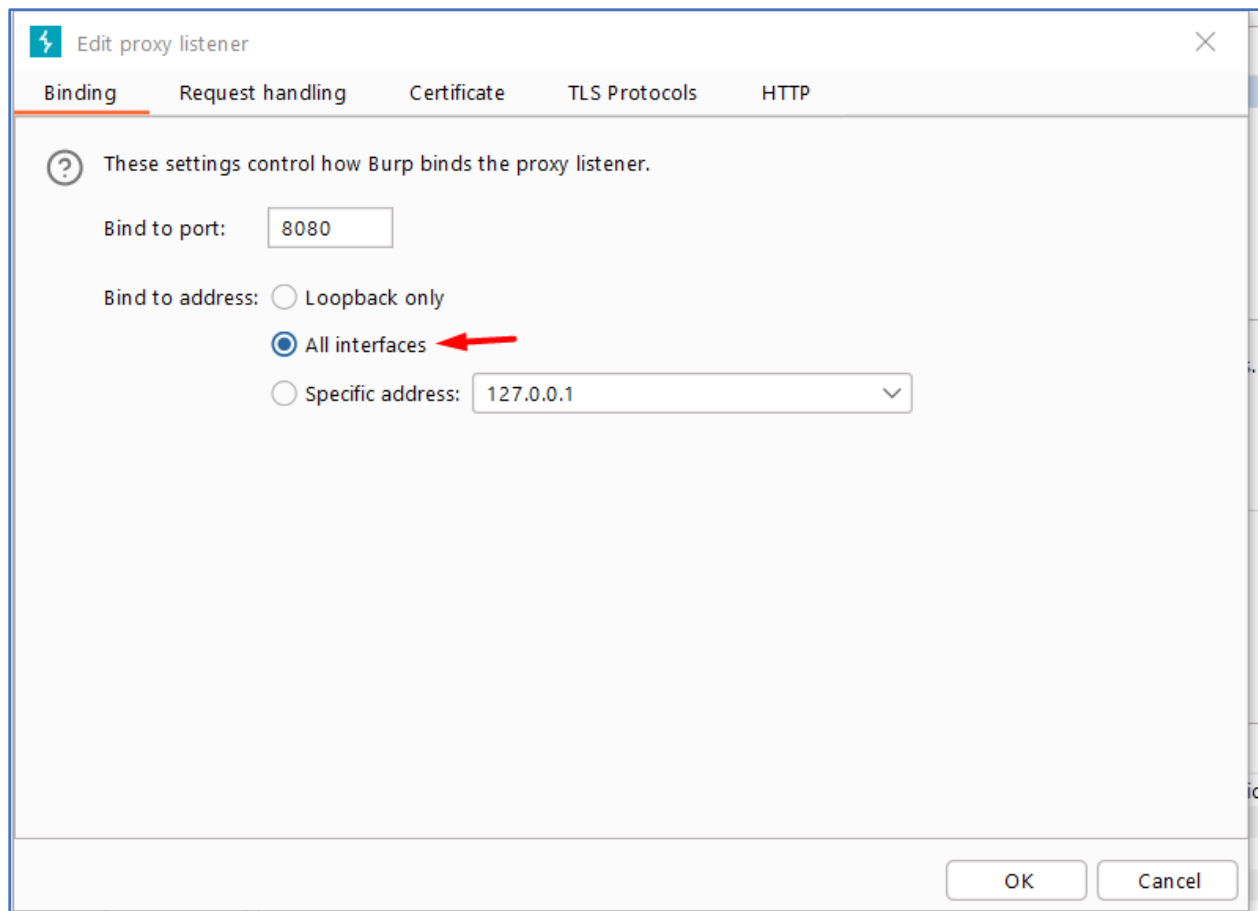 Edit proxy listener
Binding Request handling Certificate TLS Protocols HTTP
These settings control how Burp binds the proxy listener.
Bind to port: 8080
Bind to address: Loopback only
All interfaces
Specific address: 127.0.0.1
OK Cancel